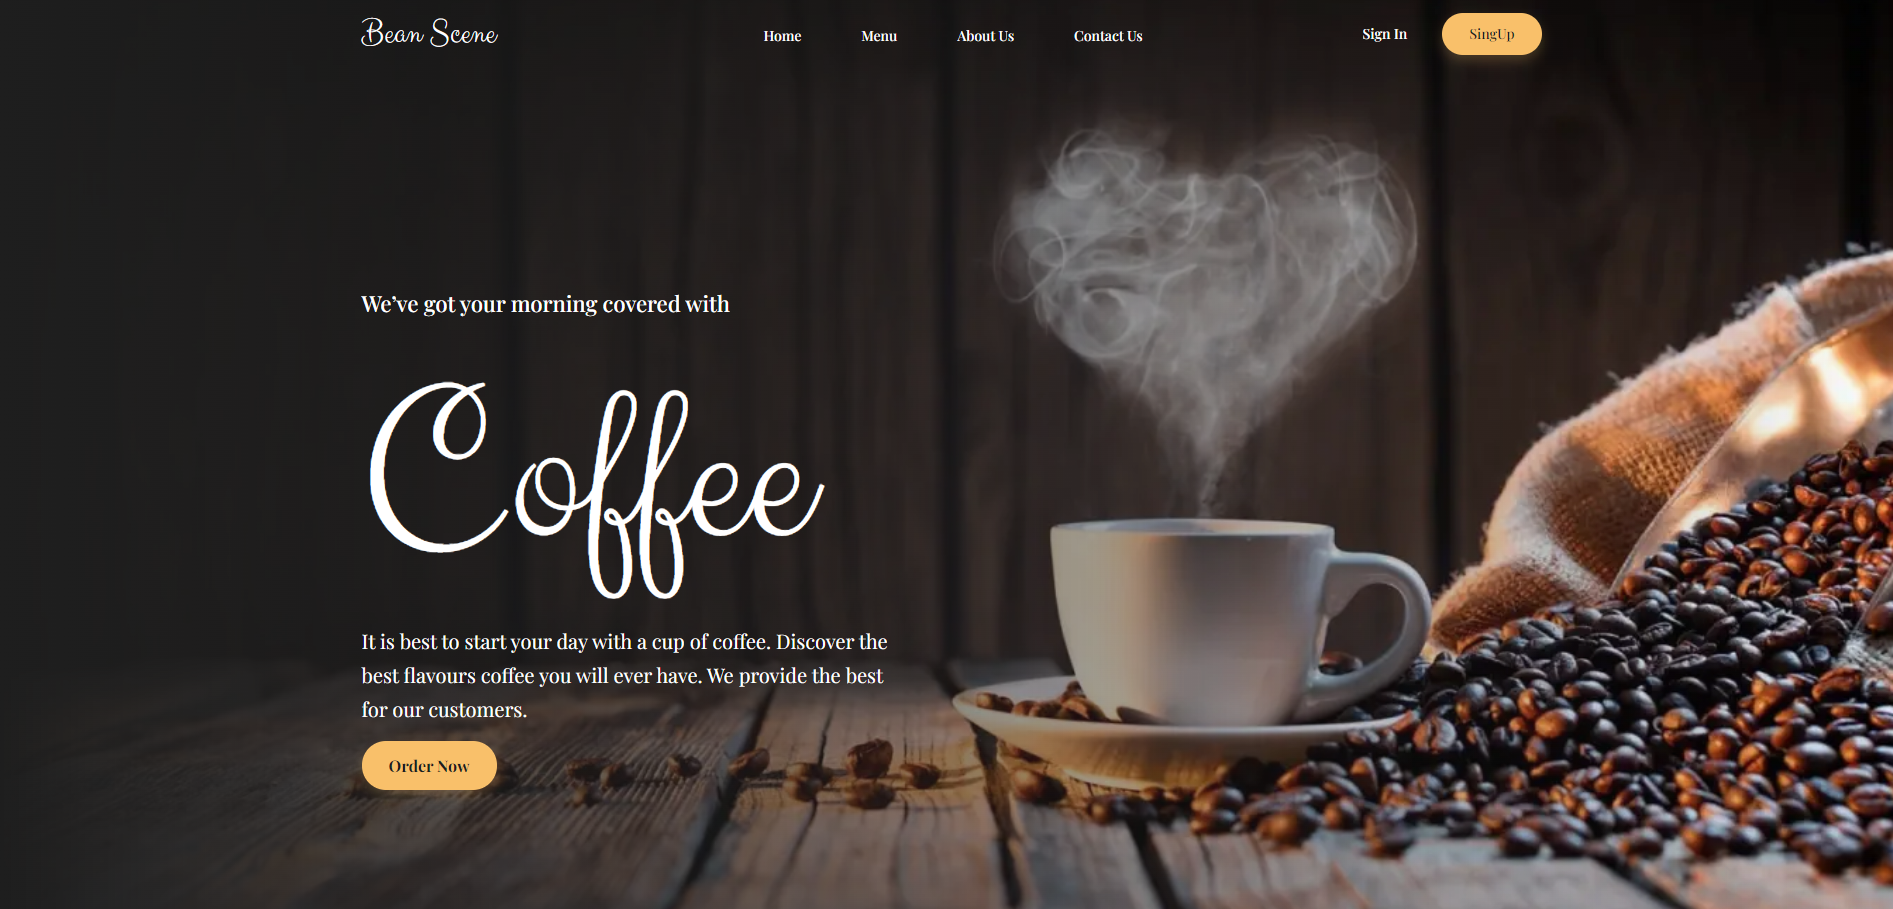 Bean Scene
Home
Menu
About Us
Contact Us
Sign In
SingUp
We’ve got your morning covered with
Coffee
It is best to start your day with a cup of coffee. Discover the
best flavours coffee you will ever have. We provide the best
for our customers.
Order Now